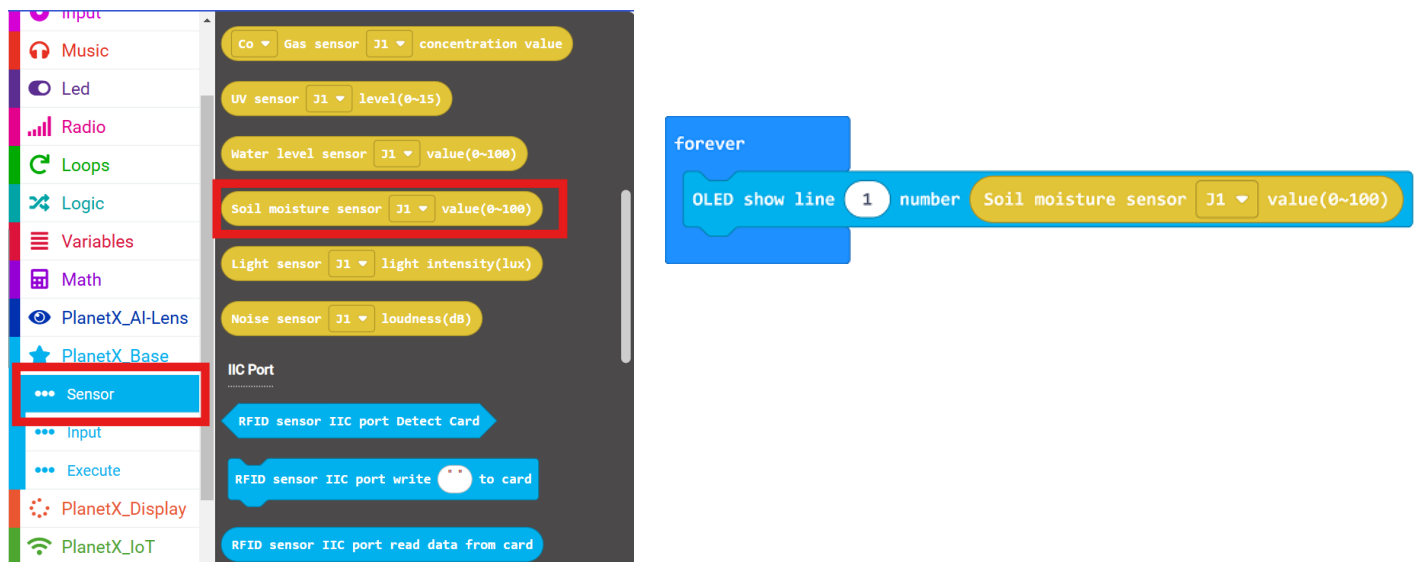 Input
Music
Led
Radio
Loops
Logic
Variables
Math
PlanetX_AI-Lens
PlanetX_Base
Sensor
Input
Execute
PlanetX_Display
PlanetX_IoT
Co Gas sensor J1 concentration value
UV sensor J1 level(0~15)
Water level sensor J1 value(0~100)
Soil moisture sensor J1 value(0~100)
Light sensor J1 light intensity(lux)
Noise sensor J1 loudness(dB)
IIC Port
RFID sensor IIC port Detect Card
RFID sensor IIC port write " " to card
RFID sensor IIC port read data from card
forever
OLED show line 1 number Soil moisture sensor J1 value(0~100)